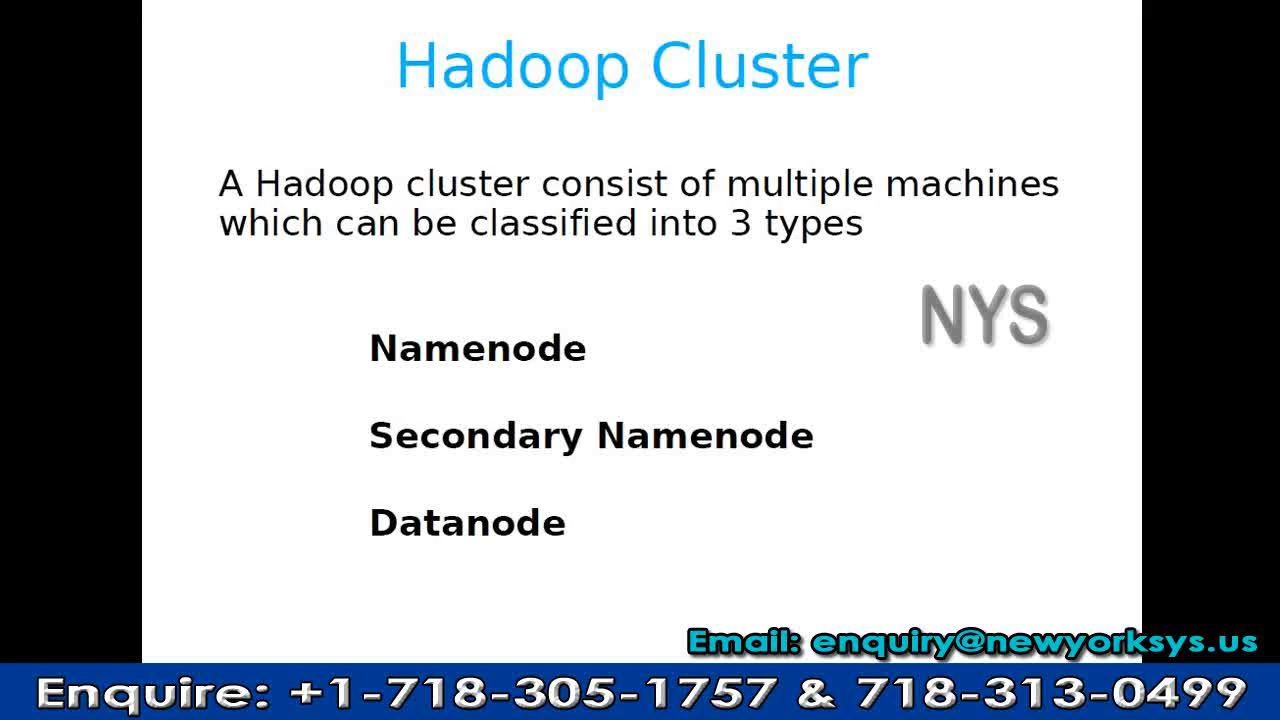 Hadoop Cluster
A Hadoop cluster consist of multiple machines
which can be classified into 3 types
NYS
Namenode
Secondary Namenode
Datanode
Email: enquiry@newyorksys.us
Enquire: +1-718-305-1757 & 718-313-0499